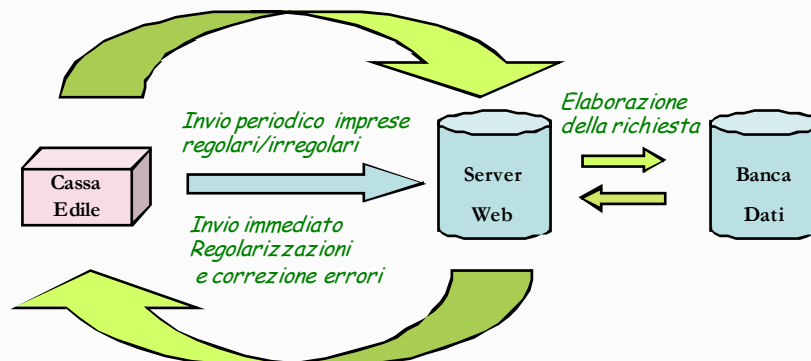 Elaborazione
della richiesta
Invio periodico imprese
regolari/irregolari
Cassa
Edile
Server
Web
Banca
Dati
Invio immediato
Regolarizzazioni
e correzione errori